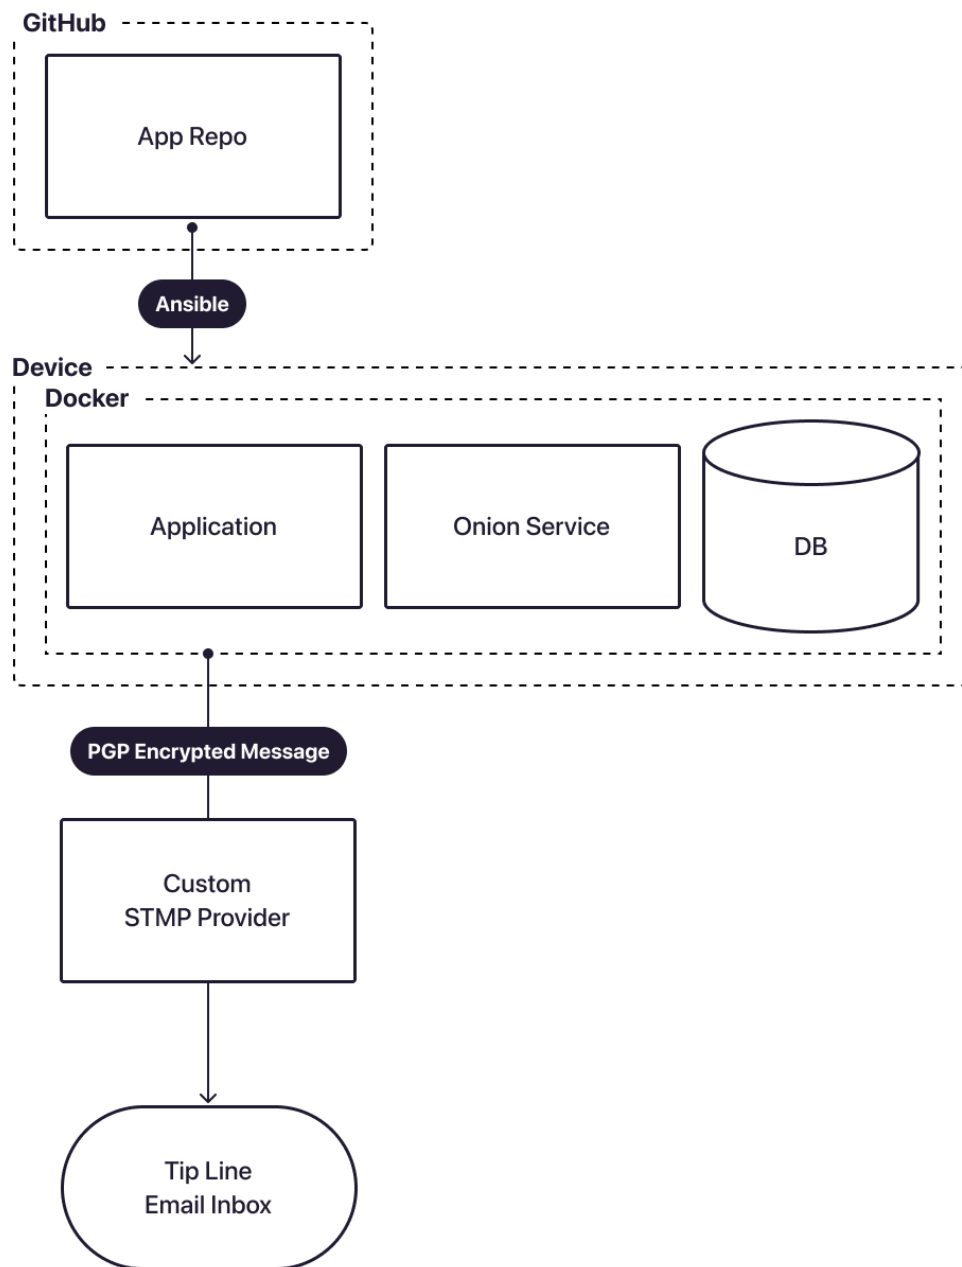 GitHub
App Repo
Ansible
Device
Docker
Application
Onion Service
DB
PGP Encrypted Message
Custom
STMP Provider
Tip Line
Email Inbox